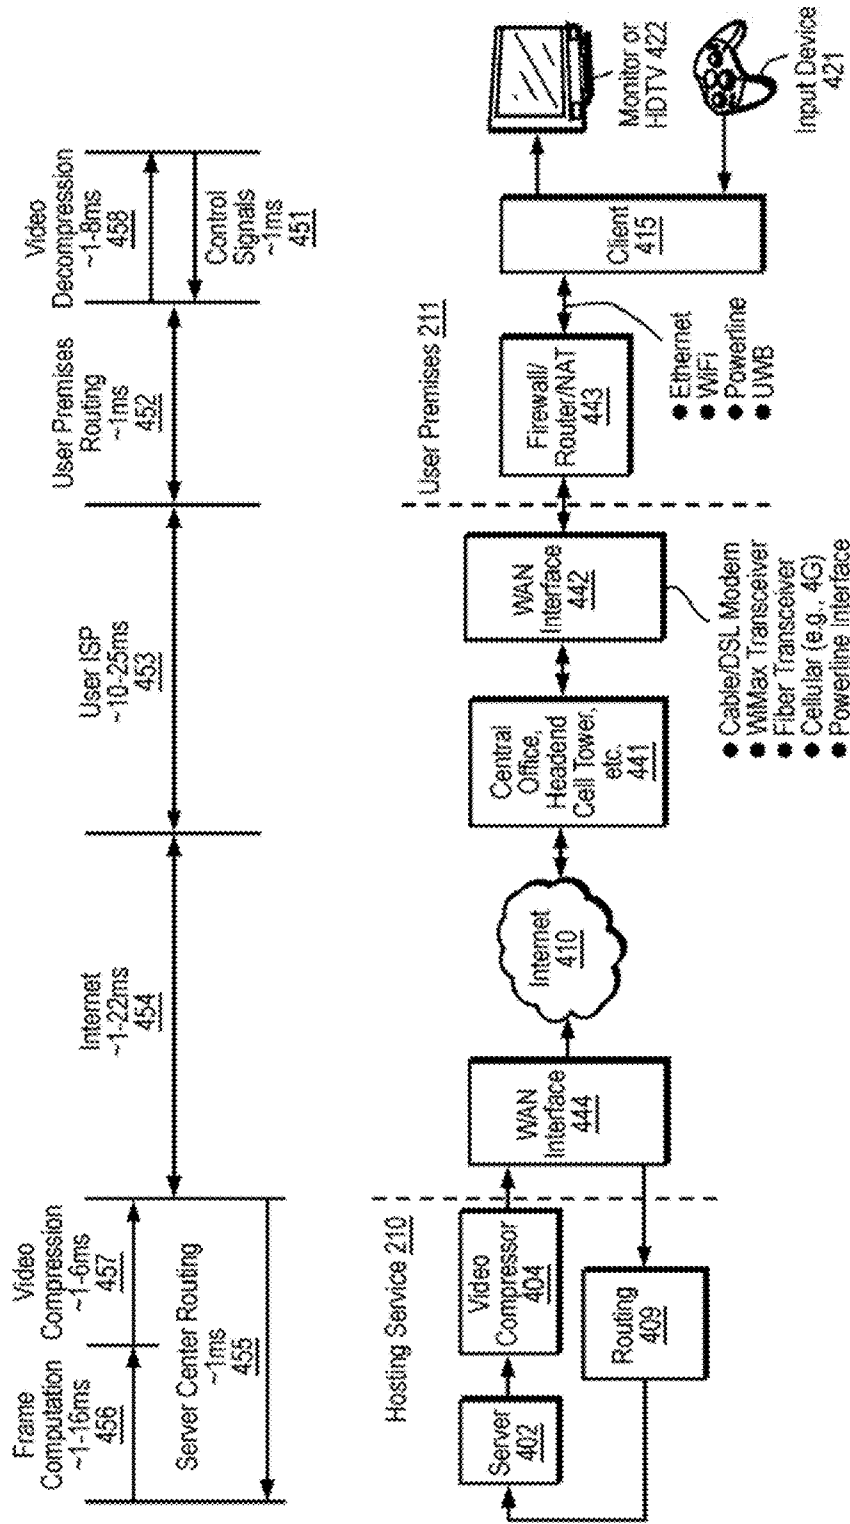 Frame
Computation
~1-16ms
456
Video
Compression
~1-6ms
457
Server Center Routing
~1ms
455
Internet
~1-22ms
454
User ISP
~10-25ms
453
User Premises
Routing
~1ms
452
Video
Decompression
~1-8ms
458
Control
Signals
~1ms
451
Hosting Service 210
Server
402
Video
Compressor
404
Routing
409
WAN
Interface
444
Internet
410
Central
Office,
Headend
Cell Tower,
etc.
441
WAN
Interface
442
● Cable/DSL Modem
● WiMax Transceiver
● Fiber Transceiver
● Cellular (e.g., 4G)
● Powerline Interface
User Premises 211
Firewall/
Router/NAT
443
● Ethernet
● WiFi
● Powerline
● UWB
Client
415
Monitor or
HDTV 422
Input Device
421